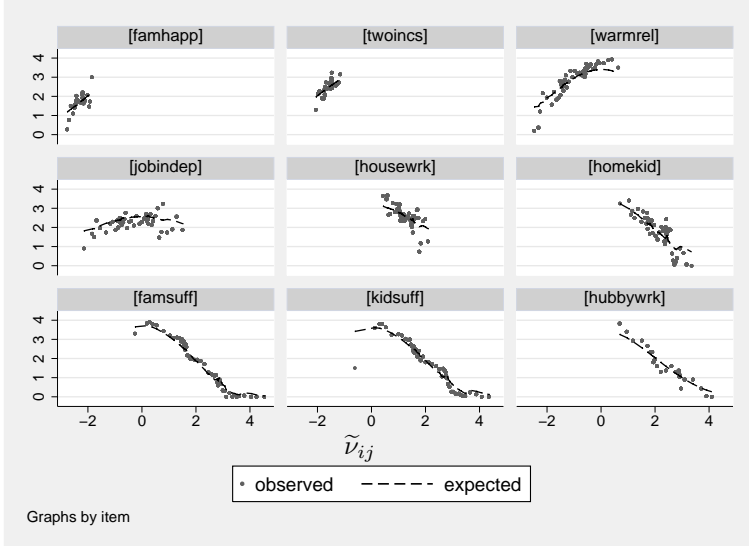 [famhapp] [twoincs] [warmrel]
4
3
2
1
0
[jobindep] [housewrk] [homekid]
4
3
2
1
0
[famsuff] [kidsuff] [hubbywrk]
4
3
2
1
0
−2 0 2 4 −2 0 2 4 −2 0 2 4
ν̃ij
observed expected
Graphs by item